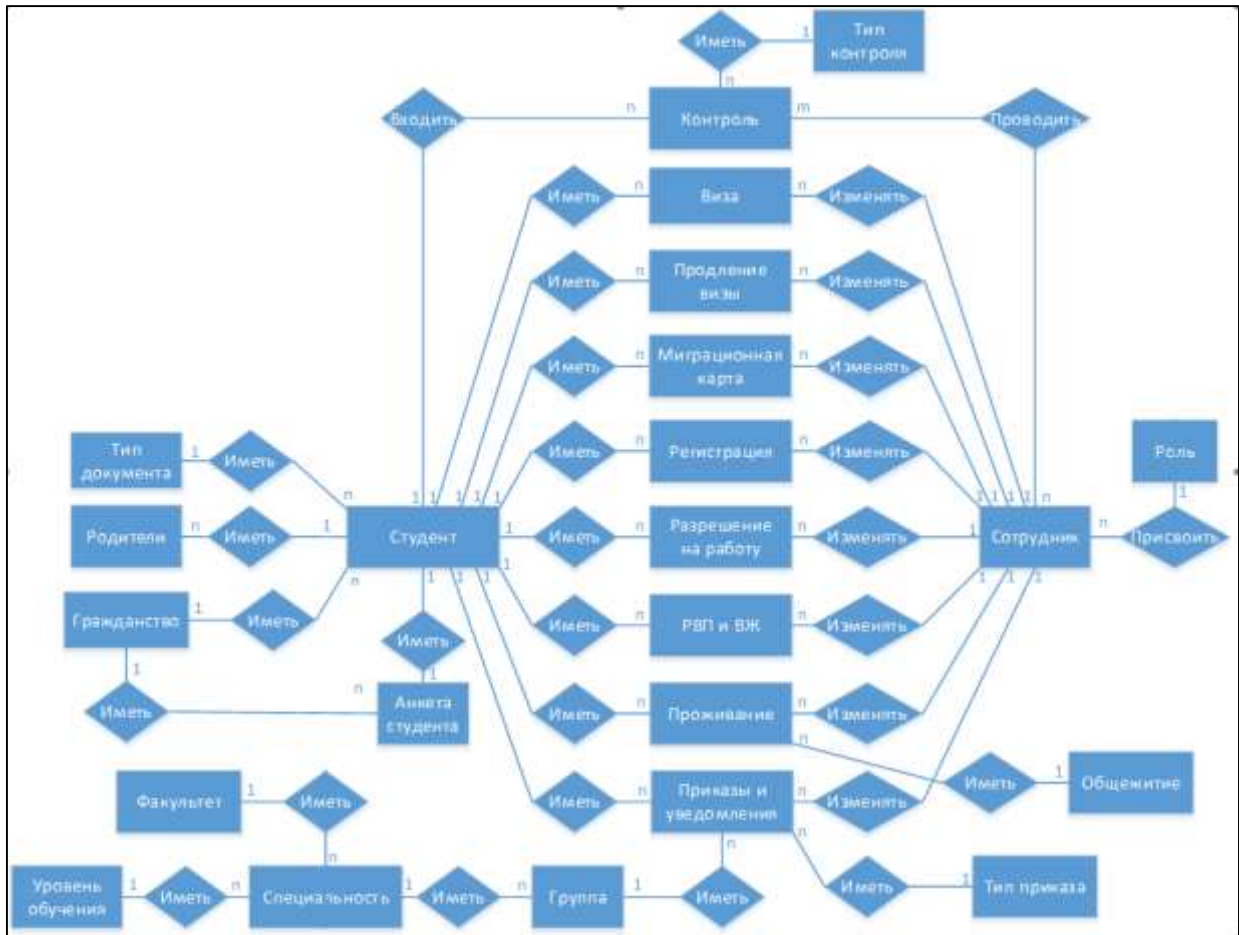 Иметь
1
Тип
контроля
n
Входить
n
Контроль
m
Проводить
Иметь
n
Виза
n
Изменять
Иметь
n
Продление
визы
n
Изменять
Иметь
n
Миграционная
карта
n
Изменять
Тип
документа
1
Иметь
n
Иметь
n
Регистрация
n
Изменять
Роль
1
1
1
1
1
1
1
1
1
1
n
Родители
n
Иметь
1
Студент
1
Иметь
n
Разрешение
на работу
n
Изменять
1
Сотрудник
n
Присвоить
n
1
1
1
1
1
1
1
Гражданство
1
Иметь
Иметь
n
РВП и ВЖ
n
Изменять
1
Иметь
Иметь
n
1
Анкета
студента
Иметь
n
Проживание
n
Изменять
n
Иметь
1
Общежитие
Факультет
1
Иметь
n
Иметь
n
Приказы и
уведомления
n
Изменять
n
n
Уровень
обучения
1
Иметь
n
Специальность
1
Иметь
n
Группа
1
Иметь
Иметь
1
Тип приказа